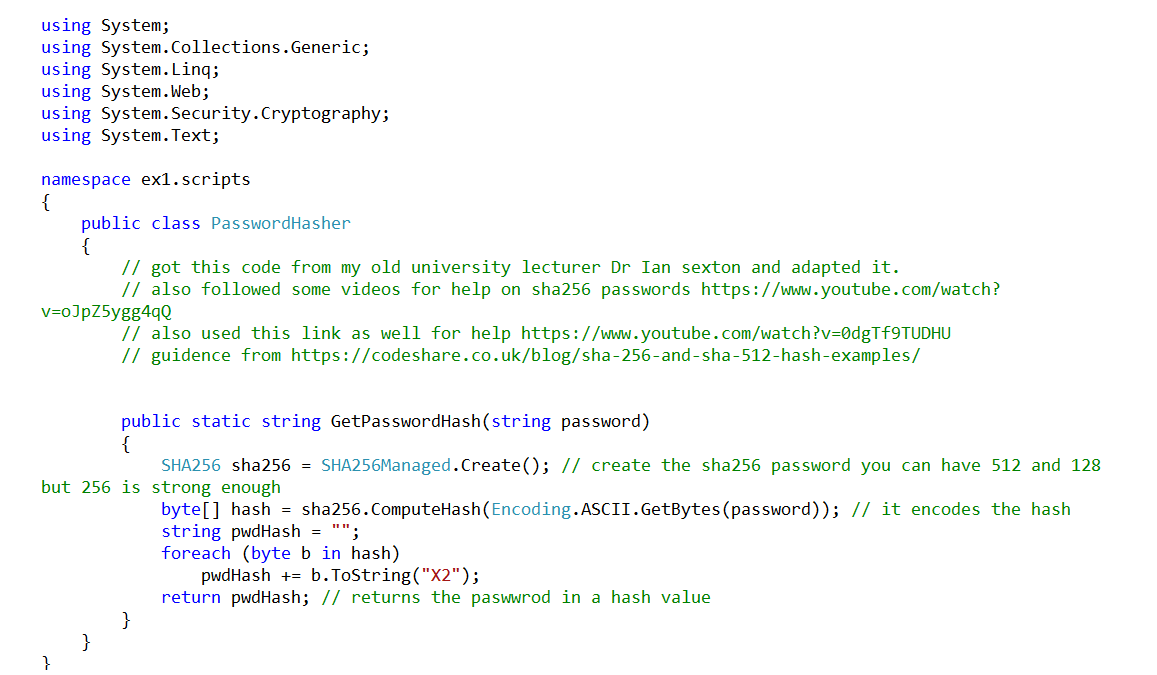 using System;
using System.Collections.Generic;
using System.Linq;
using System.Web;
using System.Security.Cryptography;
using System.Text;
namespace ex1.scripts
{
    public class PasswordHasher
    {
        // got this code from my old university lecturer Dr Ian sexton and adapted it.
        // also followed some videos for help on sha256 passwords https://www.youtube.com/watch?
v=oJpZ5ygg4qQ
        // also used this link as well for help https://www.youtube.com/watch?v=0dgTf9TUDHU
        // guidence from https://codeshare.co.uk/blog/sha-256-and-sha-512-hash-examples/
        public static string GetPasswordHash(string password)
        {
            SHA256 sha256 = SHA256Managed.Create(); // create the sha256 password you can have 512 and 128
but 256 is strong enough
            byte[] hash = sha256.ComputeHash(Encoding.ASCII.GetBytes(password)); // it encodes the hash
            string pwdHash = "";
            foreach (byte b in hash)
                pwdHash += b.ToString("X2");
            return pwdHash; // returns the paswwrod in a hash value
        }
    }
}